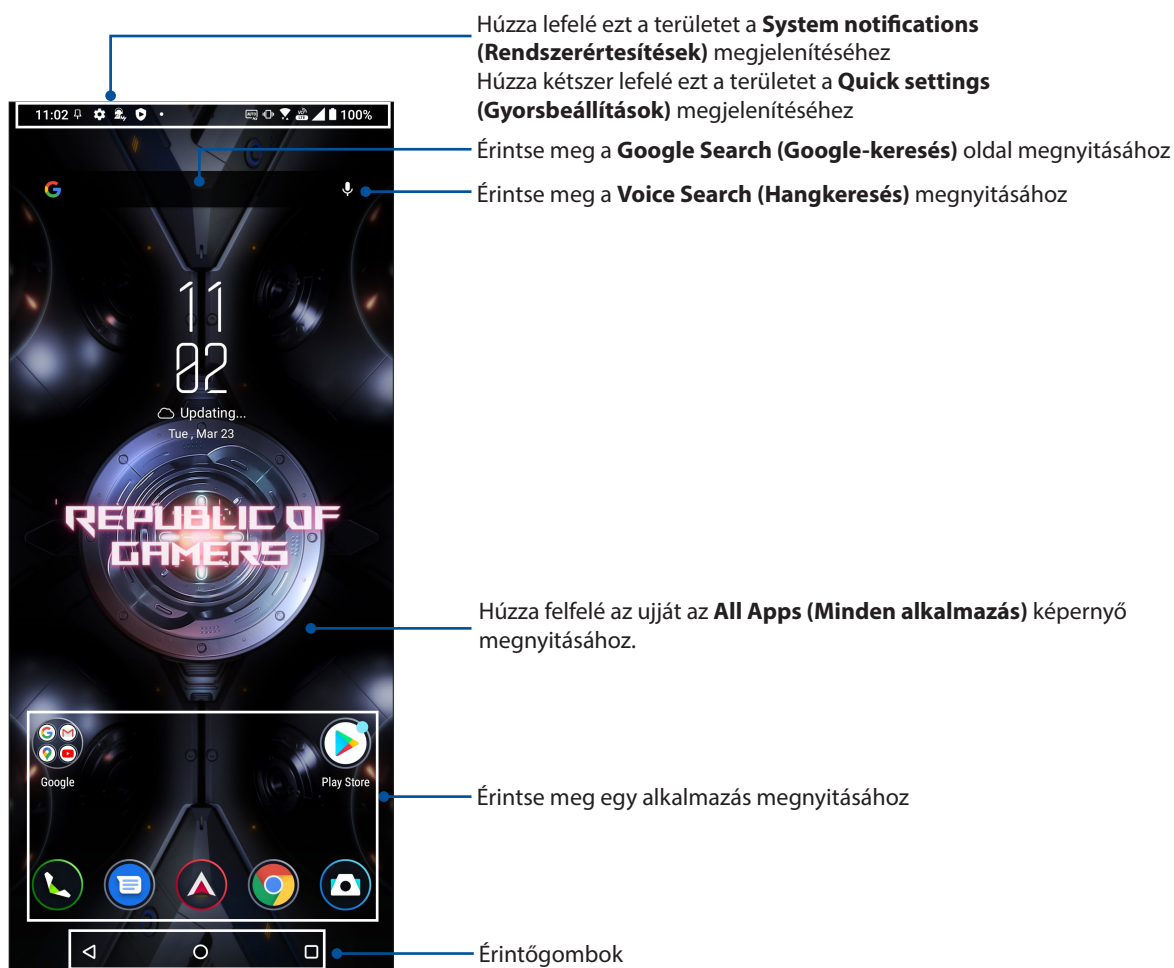 Húzza lefelé ezt a területet a System notifications
(Rendszerértesítések) megjelenítéséhez
Húzza kétszer lefelé ezt a területet a Quick settings
(Gyorsbeállítások) megjelenítéséhez
11:02
100%
Érintse meg a Google Search (Google-keresés) oldal megnyitásához
Érintse meg a Voice Search (Hangkeresés) megnyitásához
11
02
Updating...
Tue , Mar 23
REPUBLIC OF
GAMERS
Húzza felfelé az ujját az All Apps (Minden alkalmazás) képernyő
megnyitásához.
Google
Play Store
Érintse meg egy alkalmazás megnyitásához
Érintőgombok